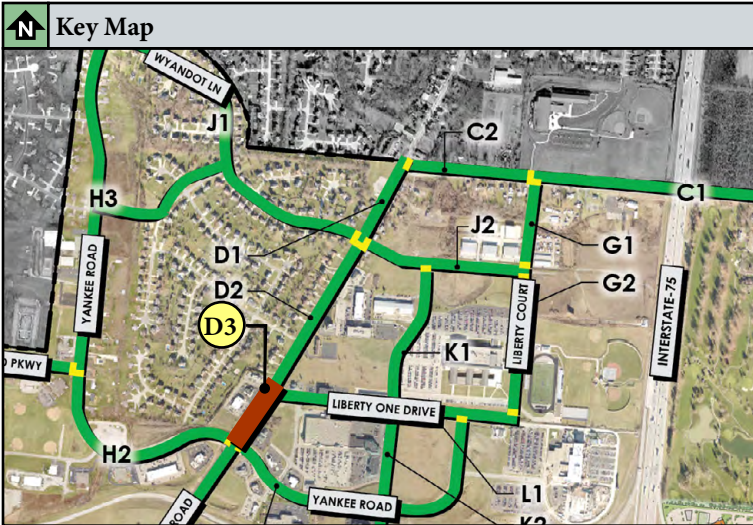 N Key Map
WYANDOT LN
J1
C2
H3
C1
D1
J2
G1
YANKEE ROAD
D2
G2
D3
LIBERTY COURT
INTERSTATE-75
K1
PKWY
LIBERTY ONE DRIVE
H2
L1
YANKEE ROAD
ROAD
K2